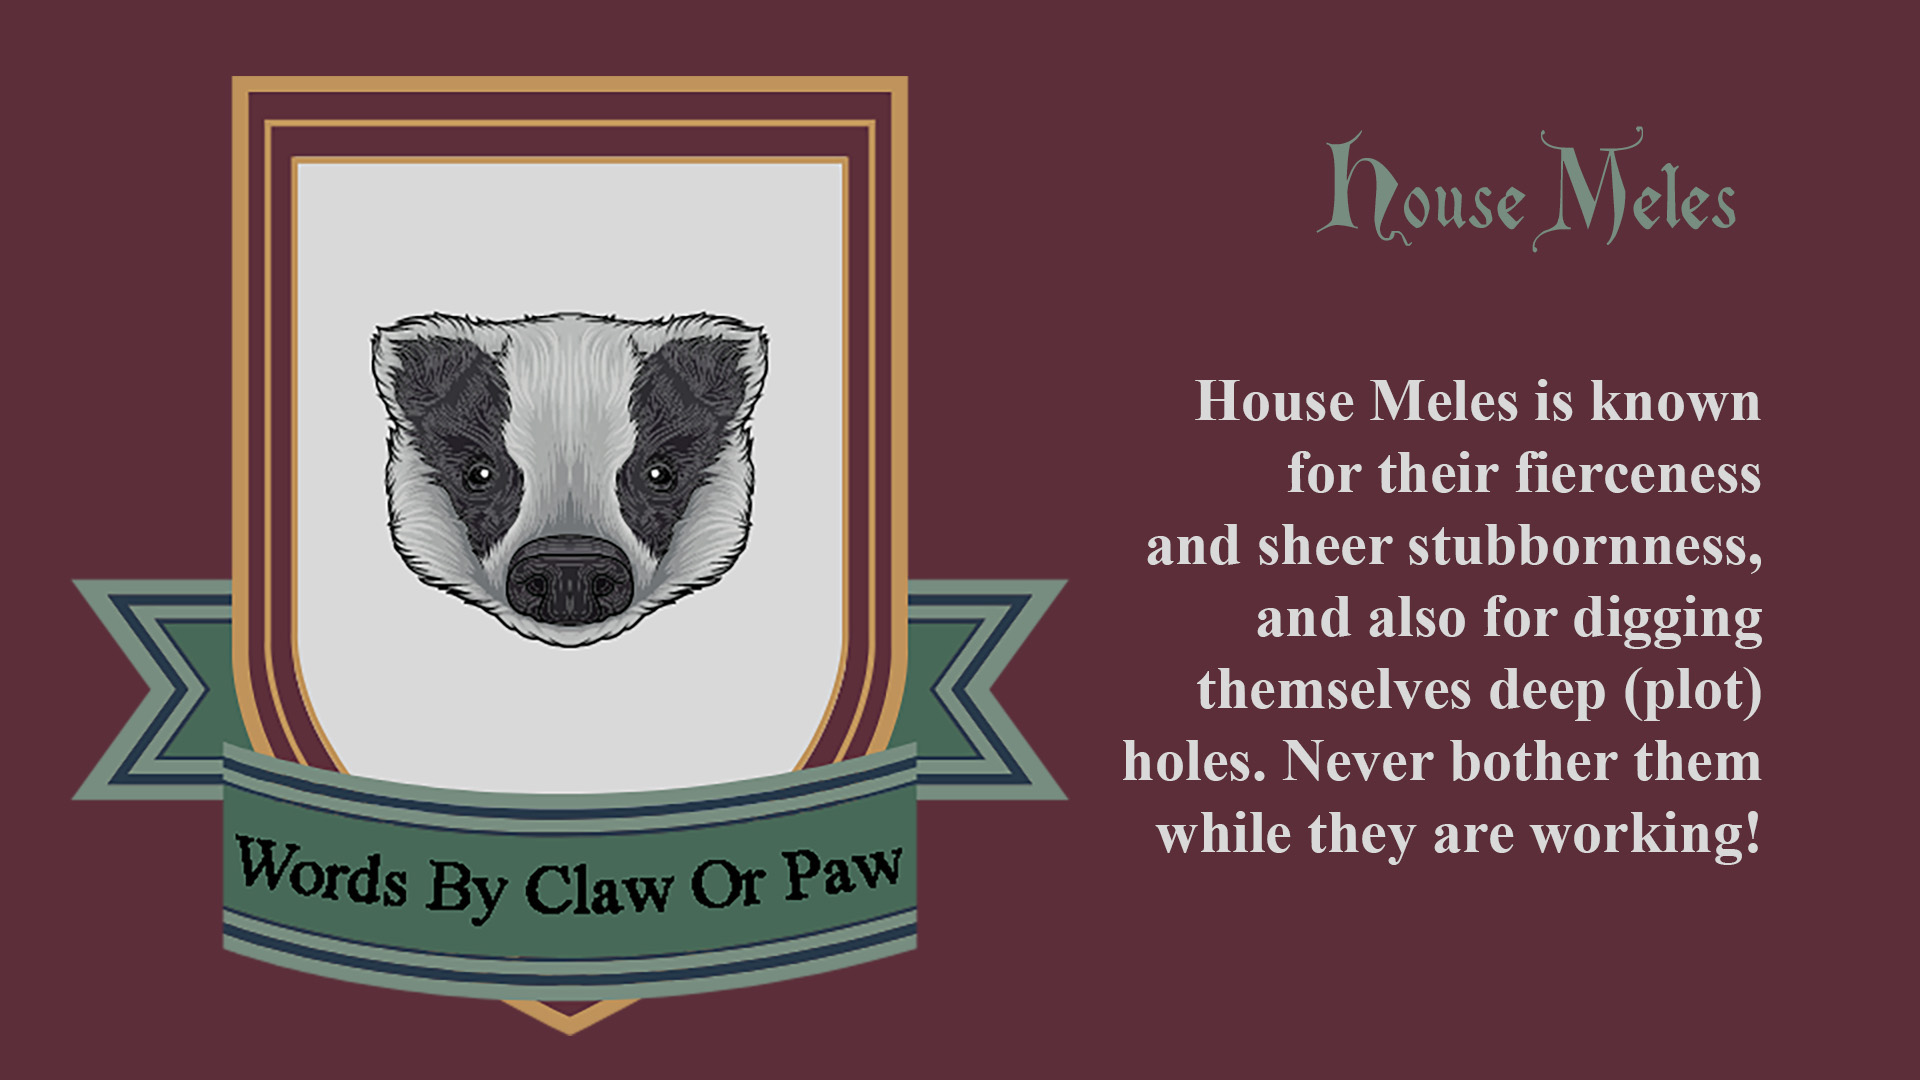 House Meles
House Meles is known
for their fierceness
and sheer stubbornness,
and also for digging
themselves deep (plot)
holes. Never bother them
while they are working!
Words By Claw Or Paw